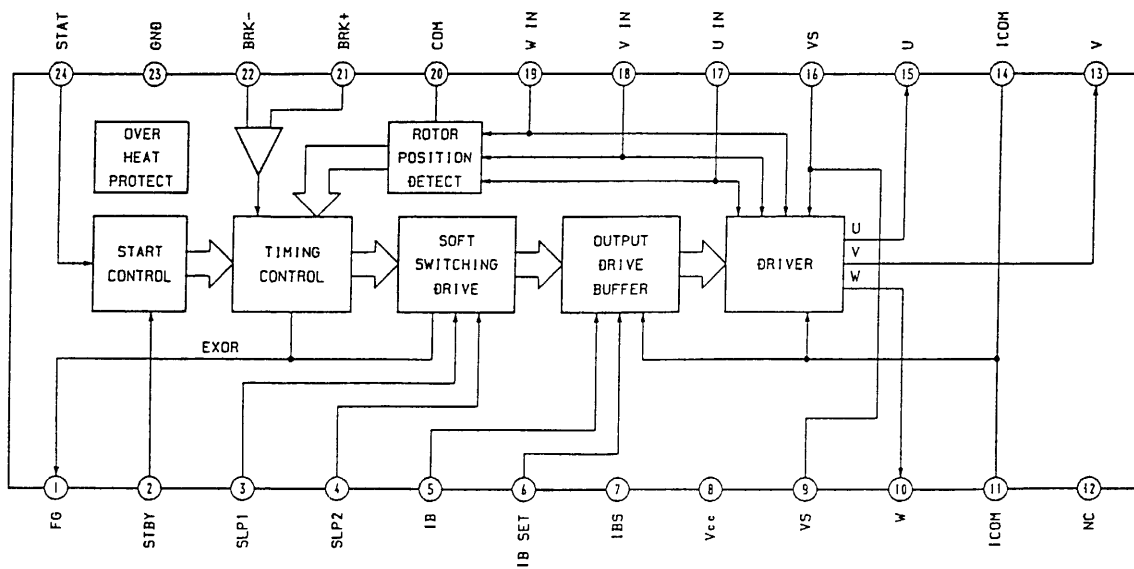 STAT
GND
BRK-
BRK+
COM
W IN
V IN
U IN
VS
U
ICOM
V
24
23
22
21
20
19
18
17
16
15
14
13
OVER
HEAT
PROTECT
ROTOR
POSITION
DETECT
START
CONTROL
TIMING
CONTROL
SOFT
SWITCHING
DRIVE
OUTPUT
DRIVE
BUFFER
DRIVER
U
V
W
EXOR
1
2
3
4
5
6
7
8
9
10
11
12
FG
STBY
SLP1
SLP2
IB
IB SET
IBS
Vcc
VS
W
ICOM
NC